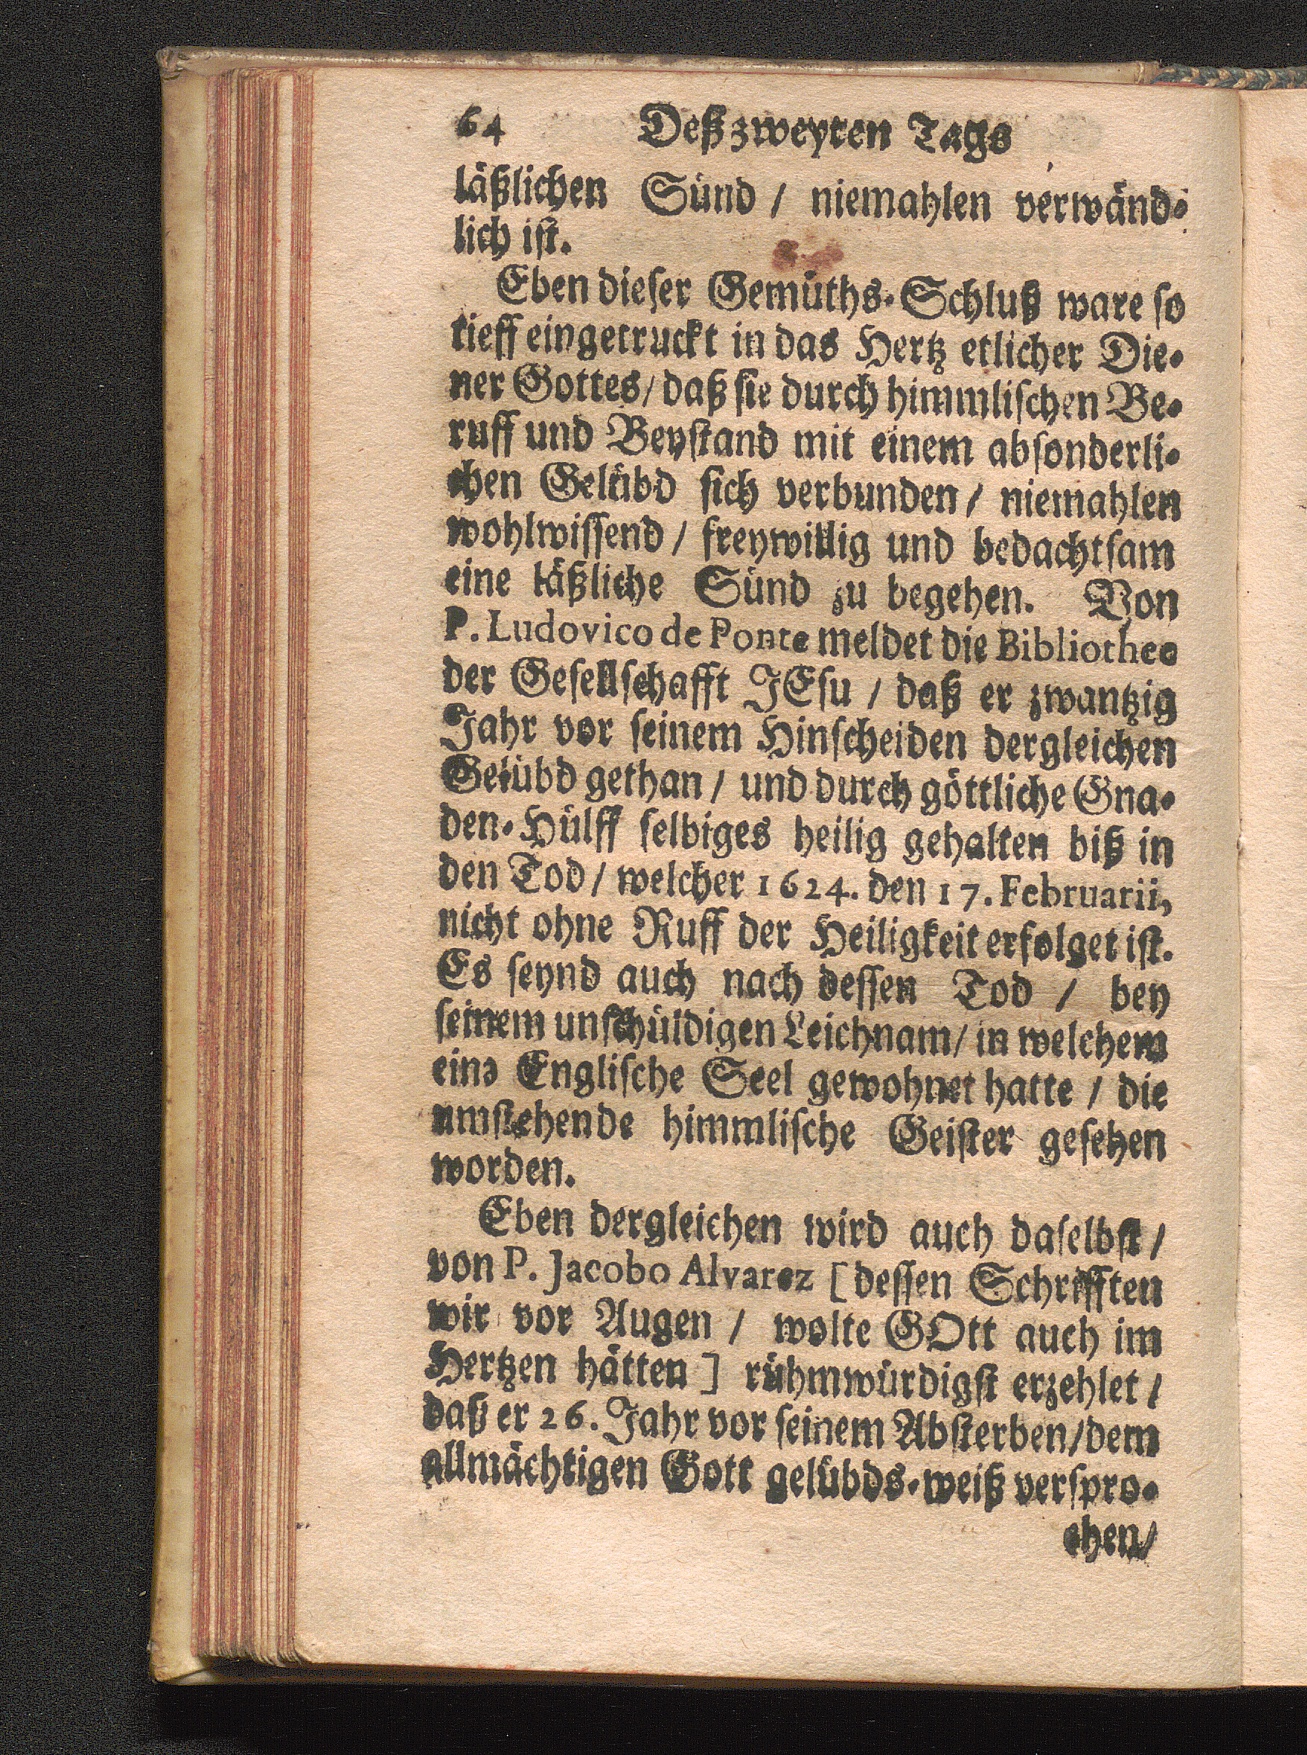 64 Deß zweyten Tags
läßlichen Sünd / niemahlen verwänd-
lich ist.
Eben dieser Gemüths-Schluß ware so
tieff eingetruckt in das Hertz etlicher Die-
ner Gottes / daß sie durch himmlischen Be-
ruff und Beystand mit einem absonderli-
chen Gelübd sich verbunden / niemahlen
wohlwissend / freywillig und bedachtsam
eine läßliche Sünd zu begehen. Von
P. Ludovico de Ponte meldet die Bibliothec
der Gesellschafft JEsu / daß er zwantzig
Jahr vor seinem Hinscheiden dergleichen
Gelübd gethan / und durch göttliche Gna-
den-Hülff selbiges heilig gehalten biß in
den Tod / welcher 1624. den 17. Februarii,
nicht ohne Ruff der Heiligkeit erfolget ist.
Es seynd auch nach dessen Tod / bey
seinem unschüldigen Leichnam / in welchem
eine Englische Seel gewohnet hatte / die
umstehende himmlische Geister gesehen
worden.
Eben dergleichen wird auch daselbst /
von P. Jacobo Alvarez [ dessen Schrifften
wir vor Augen / wolte GOtt auch im
Hertzen hätten ] rühmwürdigst erzehlet /
daß er 26. Jahr vor seinem Absterben / dem
allmächtigen Gott gelübds-weiß verspro-
chen /